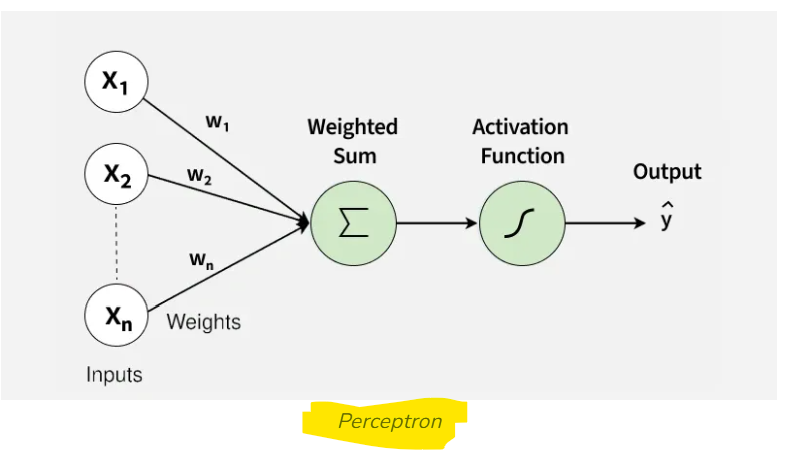 X₁
w₁
Weighted
Sum
Activation
Function
X₂
w₂
Output
∑
ŷ
wₙ
Xₙ
Weights
Inputs
Perceptron